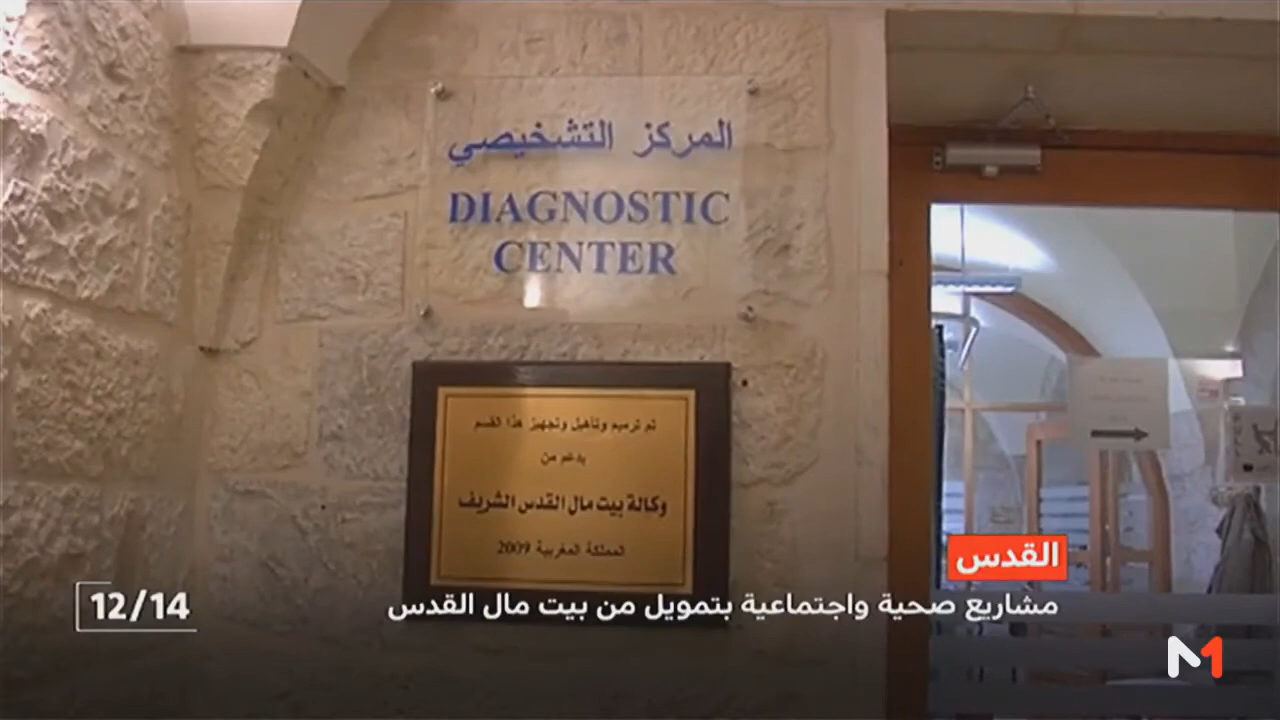 المركز التشخيصي
DIAGNOSTIC
CENTER
تم ترميم وتأهيل وتجهيز هذا القسم
بدعم من
وكالة بيت مال القدس الشريف
المملكة المغربية 2009
القدس
مشاريع صحية واجتماعية بتمويل من بيت مال القدس
12/14
M1